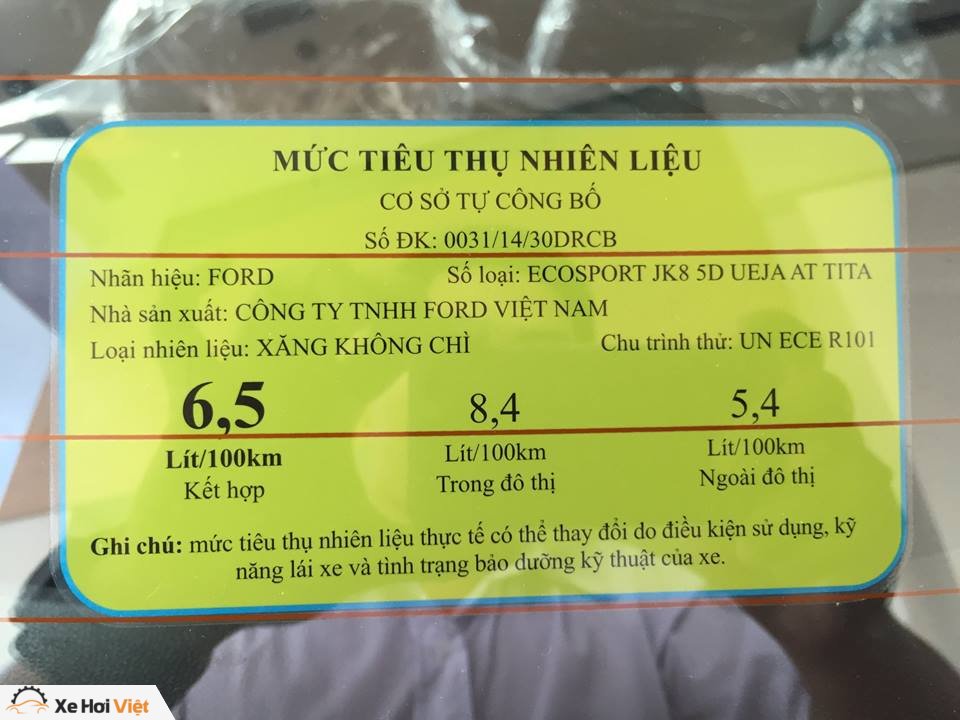 MỨC TIÊU THỤ NHIÊN LIỆU
CƠ SỞ TỰ CÔNG BỐ
Số ĐK: 0031/14/30DRCB
Nhãn hiệu: FORD Số loại: ECOSPORT JK8 5D UEJA AT TITA
Nhà sản xuất: CÔNG TY TNHH FORD VIỆT NAM
Loại nhiên liệu: XĂNG KHÔNG CHÌ Chu trình thử: UN ECE R101
6,5 8,4 5,4
Lít/100km Lít/100km Lít/100km
Kết hợp Trong đô thị Ngoài đô thị
Ghi chú: mức tiêu thụ nhiên liệu thực tế có thể thay đổi do điều kiện sử dụng, kỹ
năng lái xe và tình trạng bảo dưỡng kỹ thuật của xe.
Xe Hơi Việt